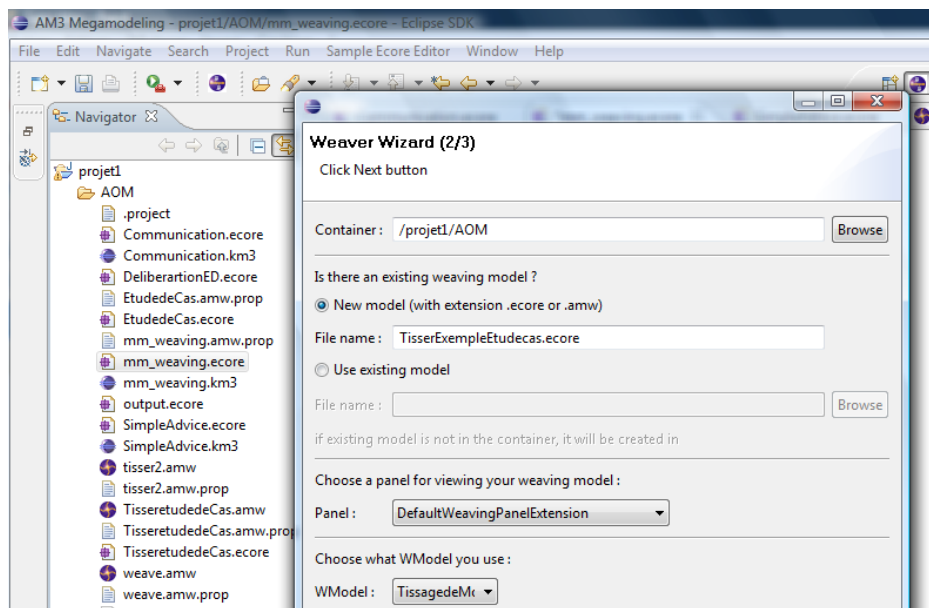 AM3 Megamodeling - projet1/AOM/mm_weaving.ecore - Eclipse SDK
File Edit Navigate Search Project Run Sample Ecore Editor Window Help
Navigator
projet1
AOM
.project
Communication.ecore
Communication.km3
DeliberartionED.ecore
EtudedeCas.amw.prop
EtudedeCas.ecore
mm_weaving.amw.prop
mm_weaving.ecore
mm_weaving.km3
output.ecore
SimpleAdvice.ecore
SimpleAdvice.km3
tisser2.amw
tisser2.amw.prop
TisseretudedeCas.amw
TisseretudedeCas.amw.prop
TisseretudedeCas.ecore
weave.amw
weave.amw.prop
Weaver Wizard (2/3)
Click Next button
Container : /projet1/AOM Browse
Is there an existing weaving model ?
New model (with extension .ecore or .amw)
File name : TisserExempleEtudecas.ecore
Use existing model
File name : Browse
if existing model is not in the container, it will be created in
Choose a panel for viewing your weaving model :
Panel : DefaultWeavingPanelExtension
Choose what WModel you use :
WModel : TissagedeMo